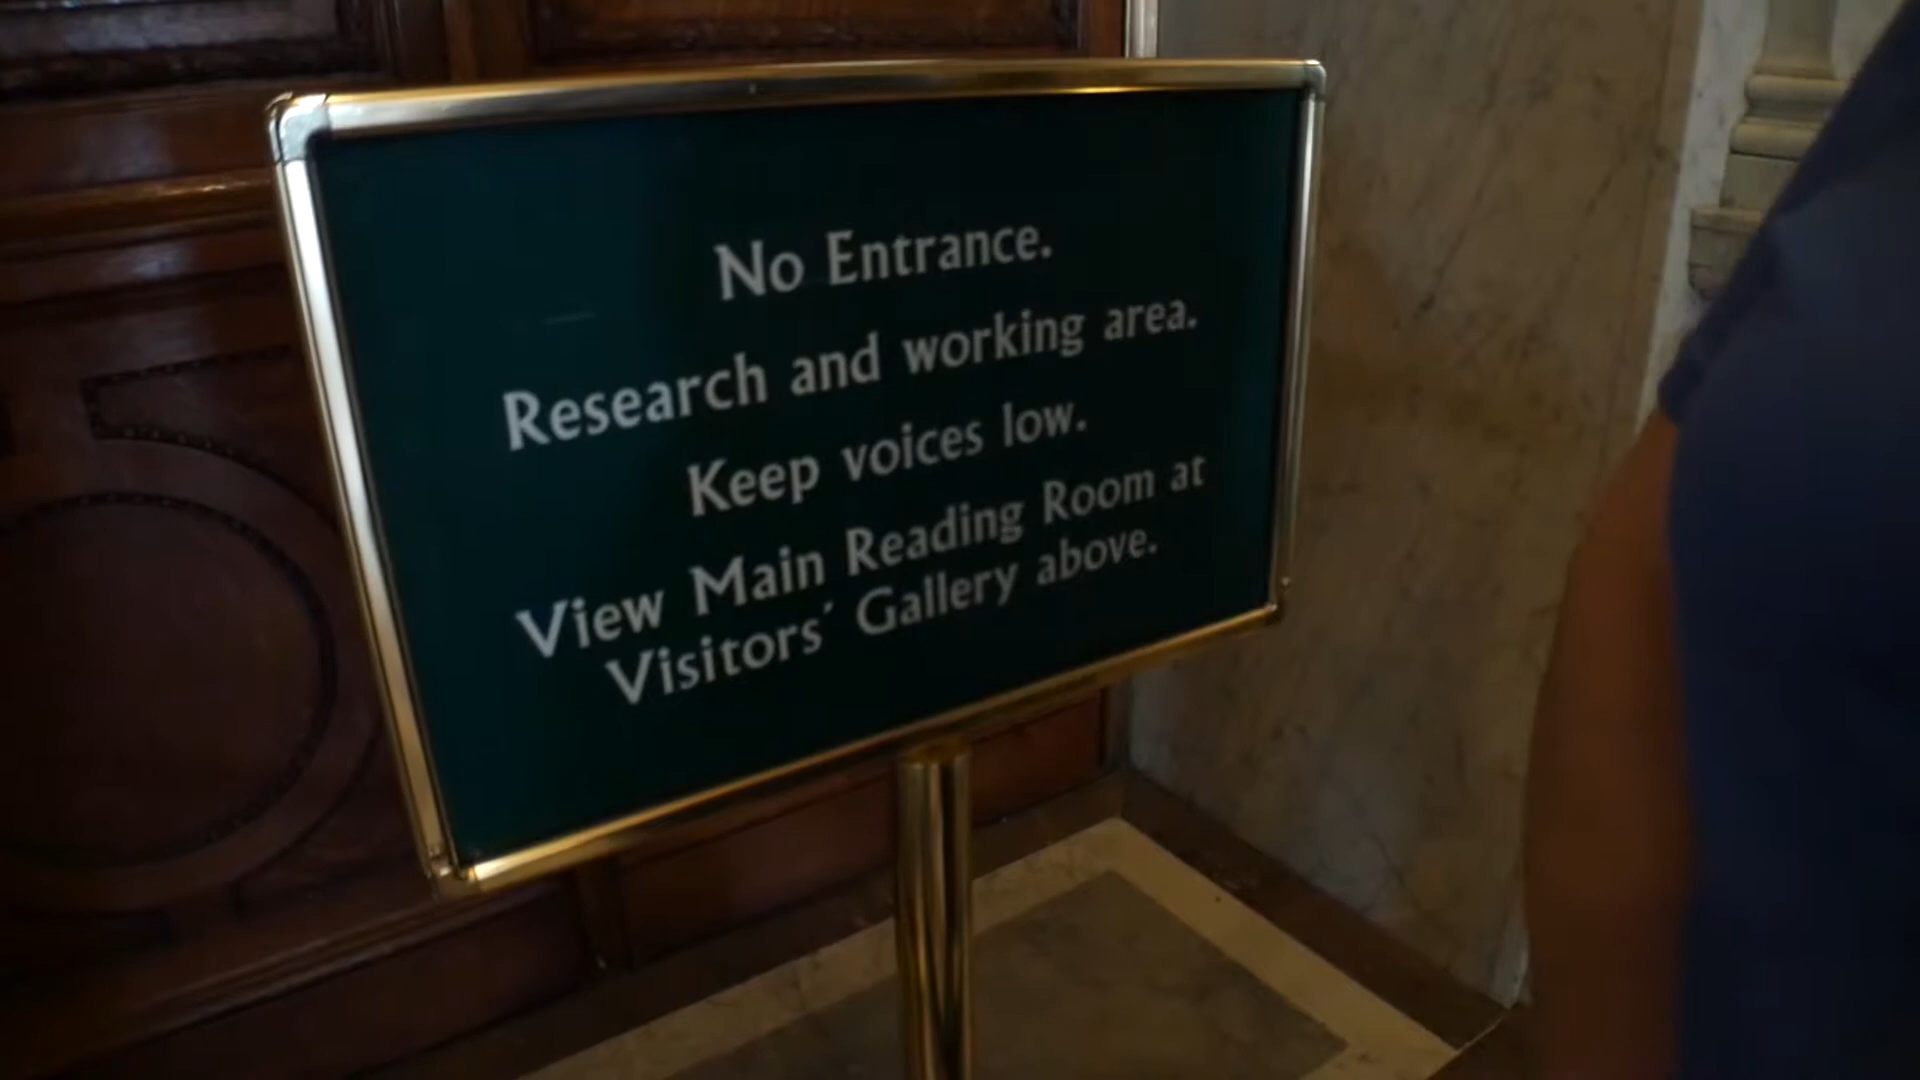 No Entrance.
Research and working area.
Keep voices low.
View Main Reading Room at
Visitors' Gallery above.